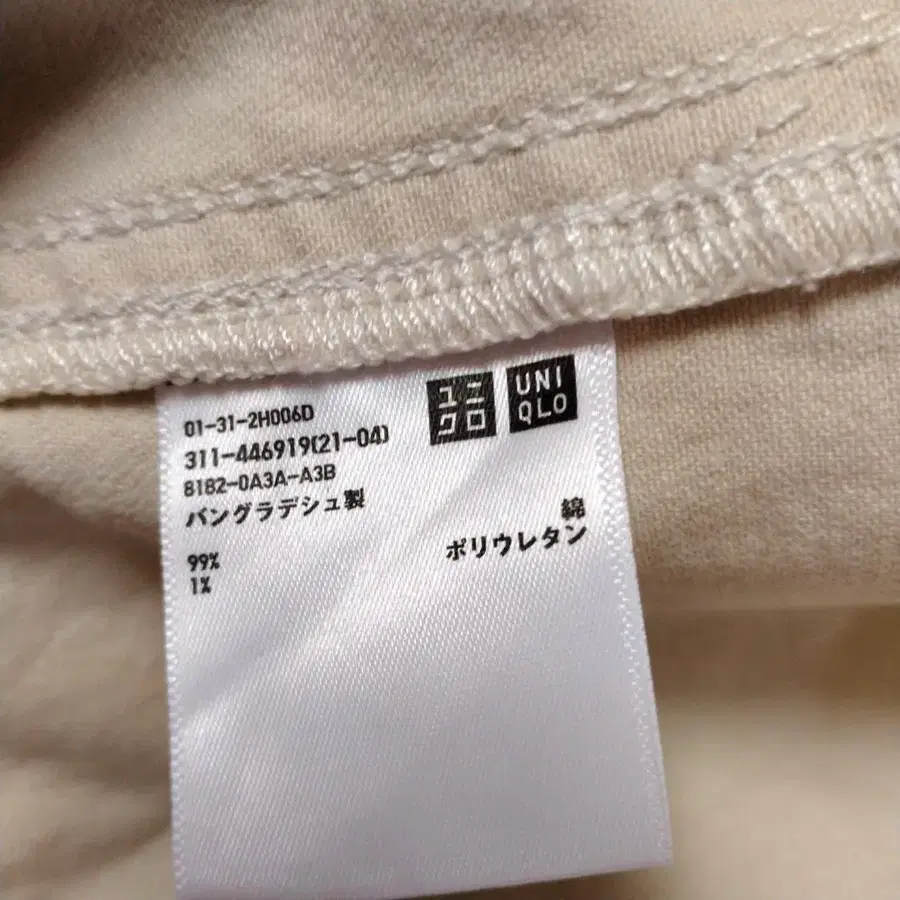 ユニ
クロ
UNI
QLO
01-31-2H006D
311-446919(21-04)
8182-0A3A-A3B
バングラデシュ製
99% 綿
1% ポリウレタン